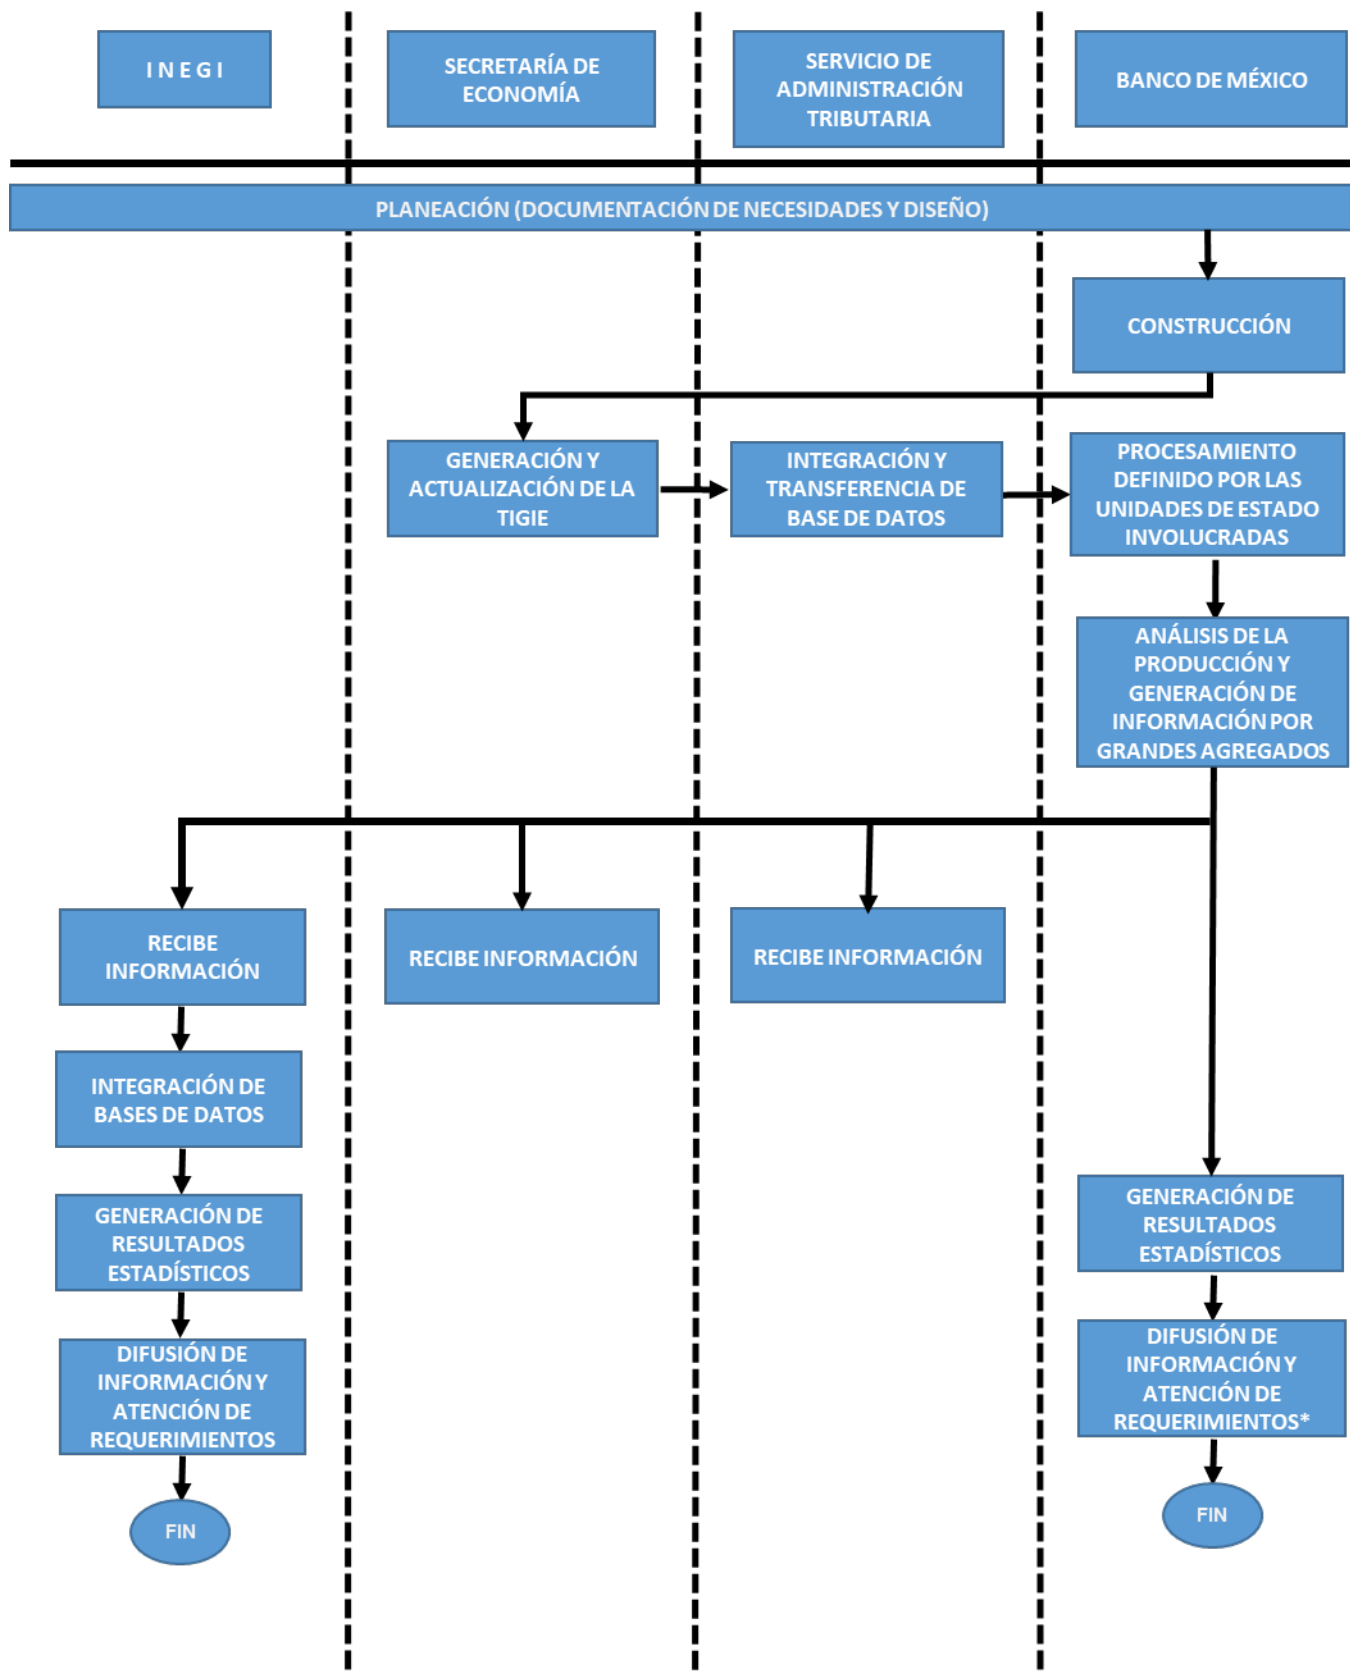 I N E G I
SECRETARÍA DE
ECONOMÍA
SERVICIO DE
ADMINISTRACIÓN
TRIBUTARIA
BANCO DE MÉXICO
PLANEACIÓN (DOCUMENTACIÓN DE NECESIDADES Y DISEÑO)
CONSTRUCCIÓN
GENERACIÓN Y
ACTUALIZACIÓN DE LA
TIGIE
INTEGRACIÓN Y
TRANSFERENCIA DE
BASE DE DATOS
PROCESAMIENTO
DEFINIDO POR LAS
UNIDADES DE ESTADO
INVOLUCRADAS
ANÁLISIS DE LA
PRODUCCIÓN Y
GENERACIÓN DE
INFORMACIÓN POR
GRANDES AGREGADOS
RECIBE
INFORMACIÓN
RECIBE INFORMACIÓN
RECIBE INFORMACIÓN
INTEGRACIÓN DE
BASES DE DATOS
GENERACIÓN DE
RESULTADOS
ESTADÍSTICOS
GENERACIÓN DE
RESULTADOS
ESTADÍSTICOS
DIFUSIÓN DE
INFORMACIÓN Y
ATENCIÓN DE
REQUERIMIENTOS
DIFUSIÓN DE
INFORMACIÓN Y
ATENCIÓN DE
REQUERIMIENTOS*
FIN
FIN